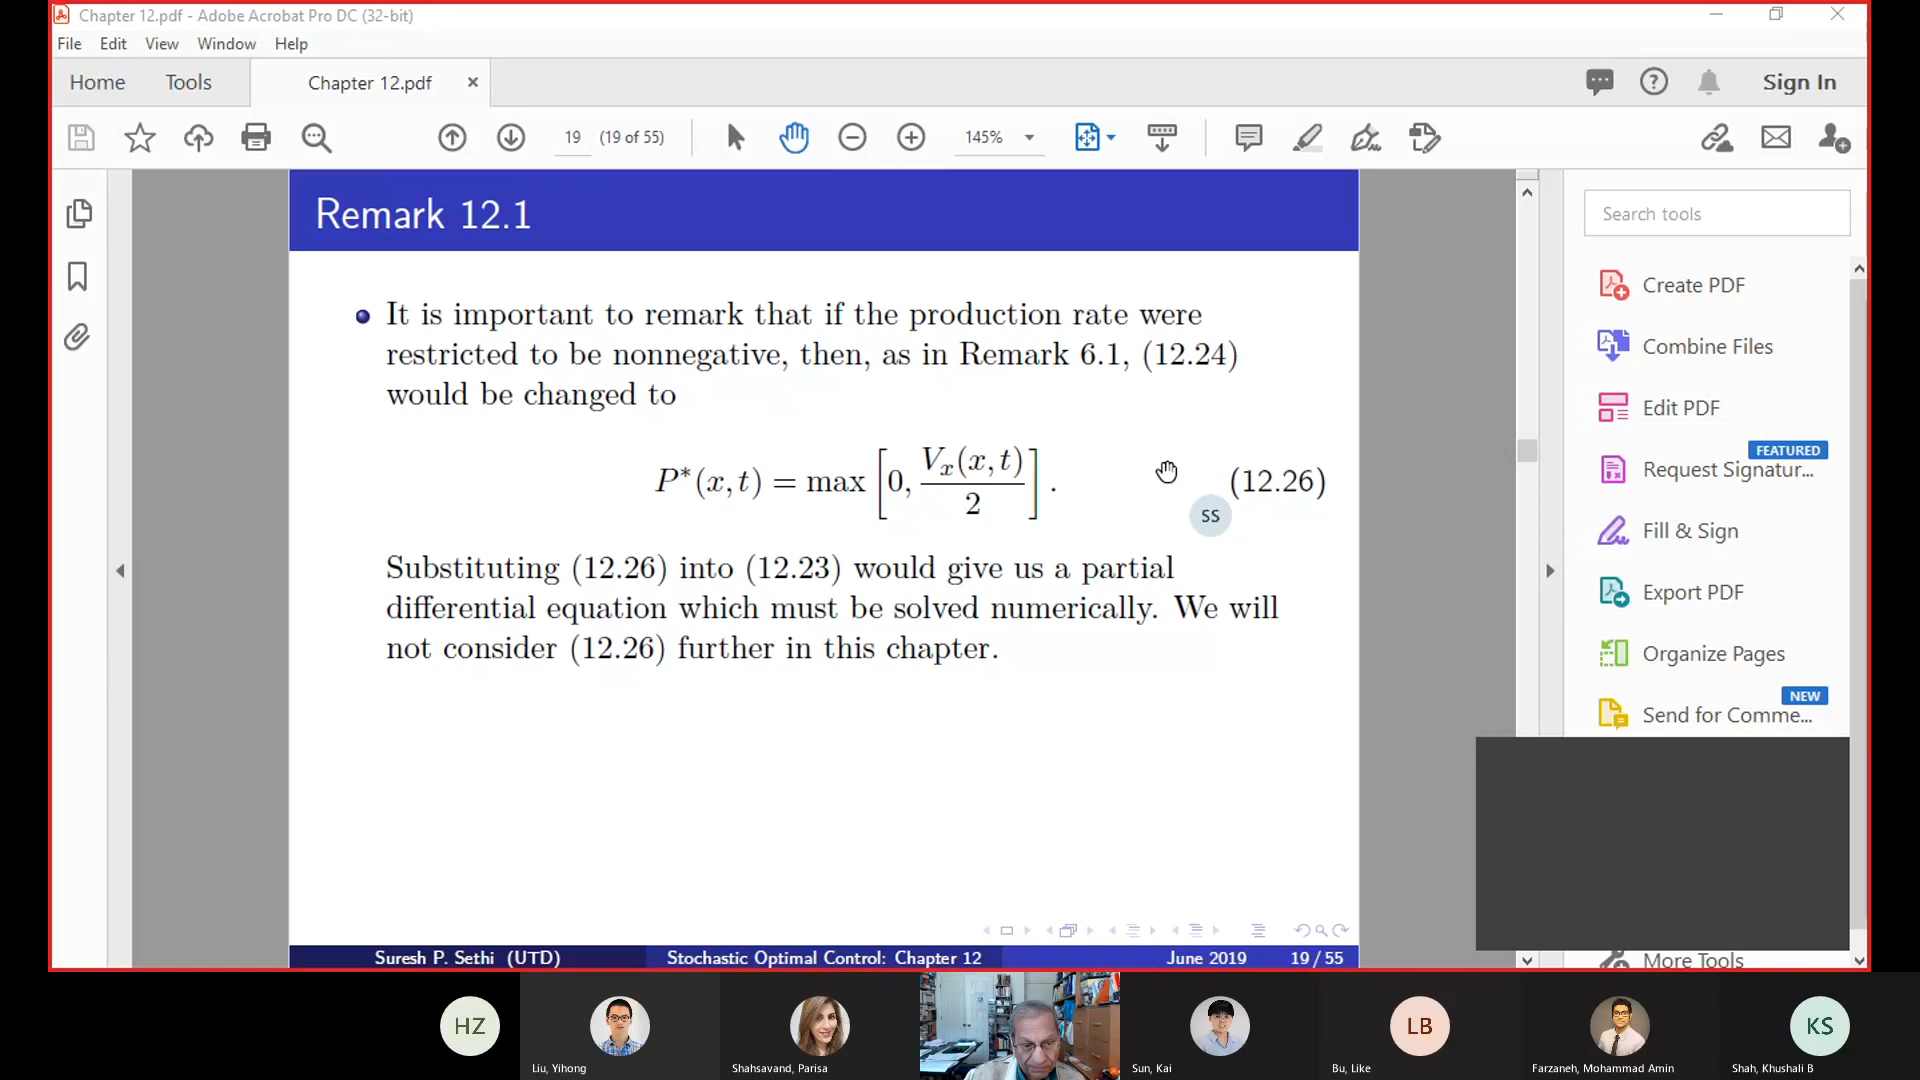 Chapter 12.pdf - Adobe Acrobat Pro DC (32-bit)
File Edit View Window Help
Home Tools Chapter 12.pdf × Sign In
19 (19 of 55) 145%
Remark 12.1
It is important to remark that if the production rate were
restricted to be nonnegative, then, as in Remark 6.1, (12.24)
would be changed to
P*(x, t) = max [0, V_x(x, t) / 2] . (12.26)
SS
Substituting (12.26) into (12.23) would give us a partial
differential equation which must be solved numerically. We will
not consider (12.26) further in this chapter.
Suresh P. Sethi (UTD) Stochastic Optimal Control: Chapter 12 June 2019 19 / 55
Search tools
Create PDF
Combine Files
Edit PDF
FEATURED
Request Signatur...
Fill & Sign
Export PDF
Organize Pages
NEW
Send for Comme...
More Tools
HZ
Liu, Yihong
Shahsavand, Parisa
Sun, Kai
LB
Bu, Like
Farzaneh, Mohammad Amin
KS
Shah, Khushali B